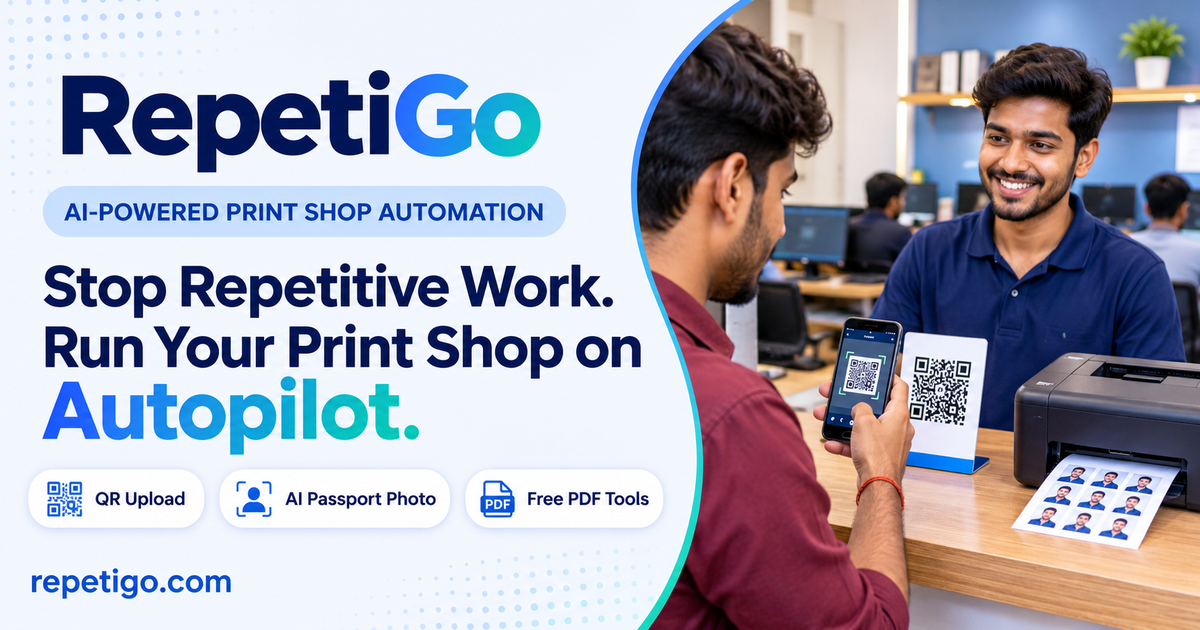 RepetiGo
AI-POWERED PRINT SHOP AUTOMATION
Stop Repetitive Work.
Run Your Print Shop on
Autopilot.
QR Upload
AI Passport Photo
PDF
Free PDF Tools
repetigo.com